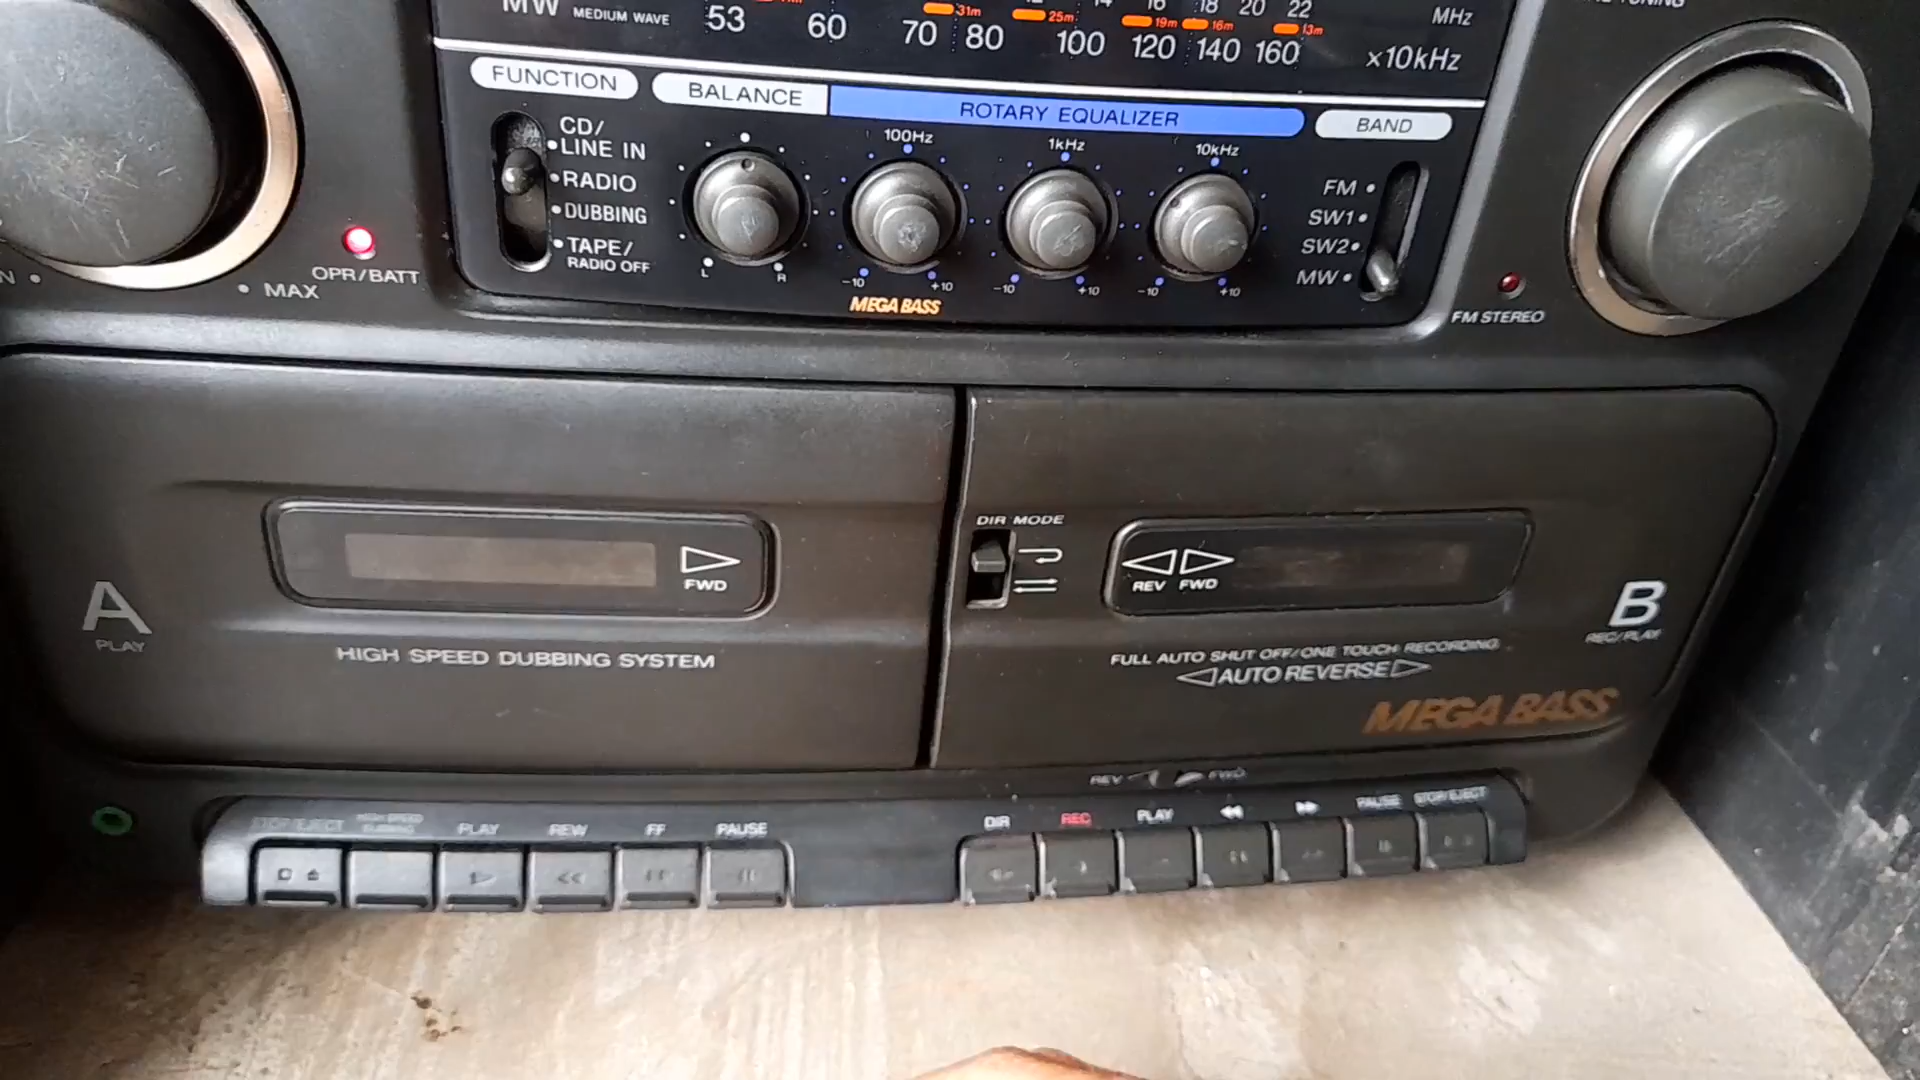 MW MEDIUM WAVE 53 60 70 80 100 120 140 160 ×10kHz
31m 25m 19m 16m 13m
18 20 22 MHz
FUNCTION
CD/
LINE IN
RADIO
DUBBING
TAPE/
RADIO OFF
BALANCE
L R
ROTARY EQUALIZER
100Hz 1kHz 10kHz
-10 +10 -10 +10 -10 +10
MEGA BASS
BAND
FM
SW1
SW2
MW
FM STEREO
OPR/BATT
MAX
A
PLAY
FWD
HIGH SPEED DUBBING SYSTEM
DIR MODE
REV FWD
B
REC/PLAY
FULL AUTO SHUT OFF/ONE TOUCH RECORDING
AUTO REVERSE
MEGA BASS
REV FWD
STOP/EJECT HIGH SPEED DUBBING PLAY REW FF PAUSE
DIR REC PLAY PAUSE STOP/EJECT